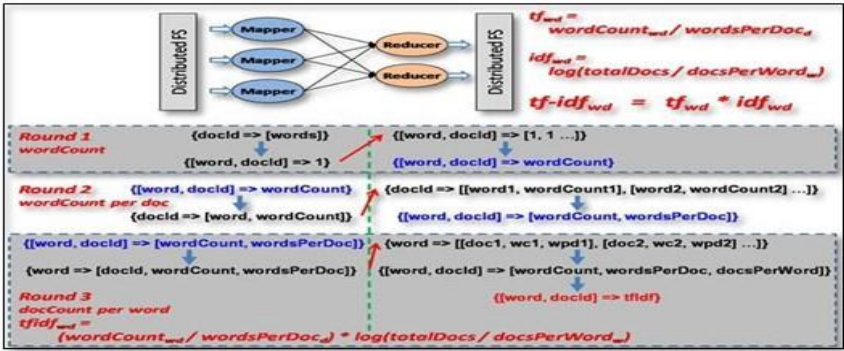 Distributed FS
Mapper
Mapper
Mapper
Reducer
Reducer
Distributed FS
tf_wd =
wordCount_wd / wordsPerDoc_d
idf_wd =
log(totalDocs / docsPerWord_w)
tf-idf_wd = tf_wd * idf_wd
Round 1
wordCount
{docId => [words]}
{[word, docId] => 1}
{[word, docId] => [1, 1 ...]}
{[word, docId] => wordCount}
Round 2
wordCount per doc
{[word, docId] => wordCount}
{docId => [word, wordCount]}
{docId => [[word1, wordCount1], [word2, wordCount2] ...]}
{[word, docId] => [wordCount, wordsPerDoc]}
{[word, docId] => [wordCount, wordsPerDoc]}
{word => [docId, wordCount, wordsPerDoc]}
{word => [[doc1, wc1, wpd1], [doc2, wc2, wpd2] ...]}
{[word, docId] => [wordCount, wordsPerDoc, docsPerWord]}
{[word, docId] => tfidf}
Round 3
docCount per word
tfidf_wd =
(wordCount_wd / wordsPerDoc_d) * log(totalDocs / docsPerWord_w)